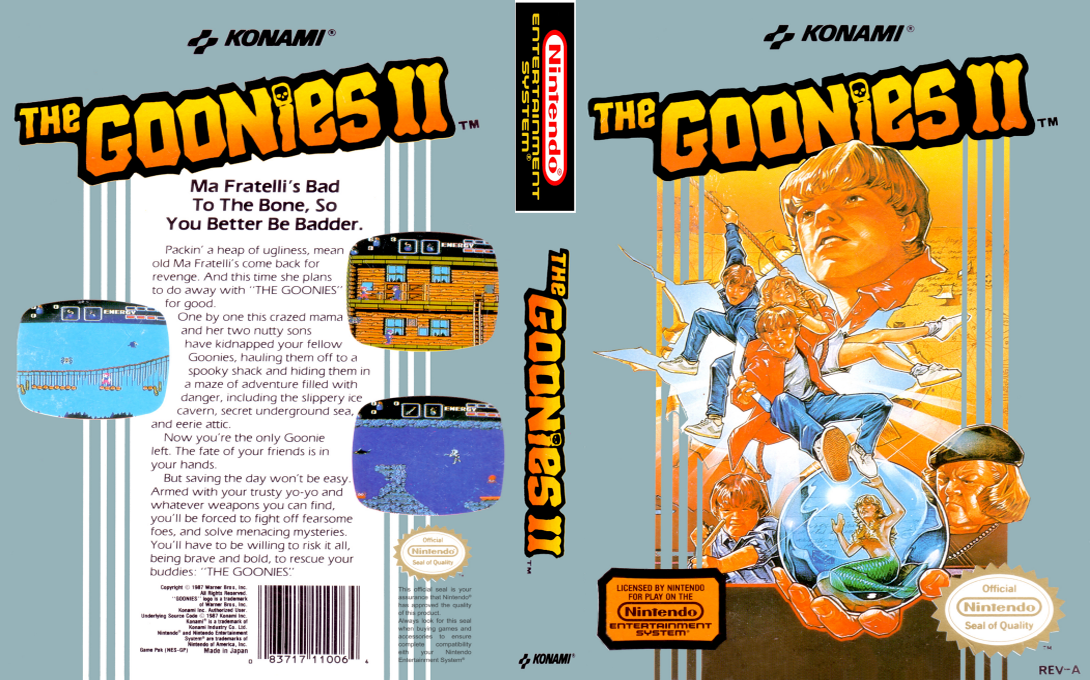 KONAMI®
THE GOONIES II ™
Ma Fratelli's Bad
To The Bone, So
You Better Be Badder.
Packin' a heap of ugliness, mean
old Ma Fratelli's come back for
revenge. And this time she plans
to do away with "THE GOONIES"
for good.
One by one this crazed mama
and her two nutty sons
have kidnapped your fellow
Goonies, hauling them off to a
spooky shack and hiding them in
a maze of adventure filled with
danger, including the slippery ice
cavern, secret underground sea,
and eerie attic.
Now you're the only Goonie
left. The fate of your friends is in
your hands.
But saving the day won't be easy.
Armed with your trusty yo-yo and
whatever weapons you can find,
you'll be forced to fight off fearsome
foes, and solve menacing mysteries.
You'll have to be willing to risk it all,
being brave and bold, to rescue your
buddies: "THE GOONIES".
ENERGY
ENERGY
ENERGY
Copyright © 1987 Warner Bros., Inc.
All Rights Reserved.
"GOONIES" logo is a trademark
of Warner Bros., Inc.
Konami Inc. Authorized User.
Underlying Source Code © 1987 Konami Inc.
Konami® is a trademark of
Konami Industry Co. Ltd.
Nintendo® and Nintendo Entertainment
System® are trademarks of
Nintendo of America, Inc.
Game Pak (NES-GP) Made in Japan
0 83717 11006 4
Official
Nintendo
Seal of Quality
This official seal is your
assurance that Nintendo®
has approved the quality
of this product.
Always look for this seal
when buying games and
accessories to ensure
complete compatibility
with your Nintendo
Entertainment System®
Nintendo®
ENTERTAINMENT
SYSTEM®
THE GOONIES II ™
KONAMI®
KONAMI®
THE GOONIES II ™
LICENSED BY NINTENDO
FOR PLAY ON THE
Nintendo
ENTERTAINMENT
SYSTEM®
Official
Nintendo
Seal of Quality
™
REV-A